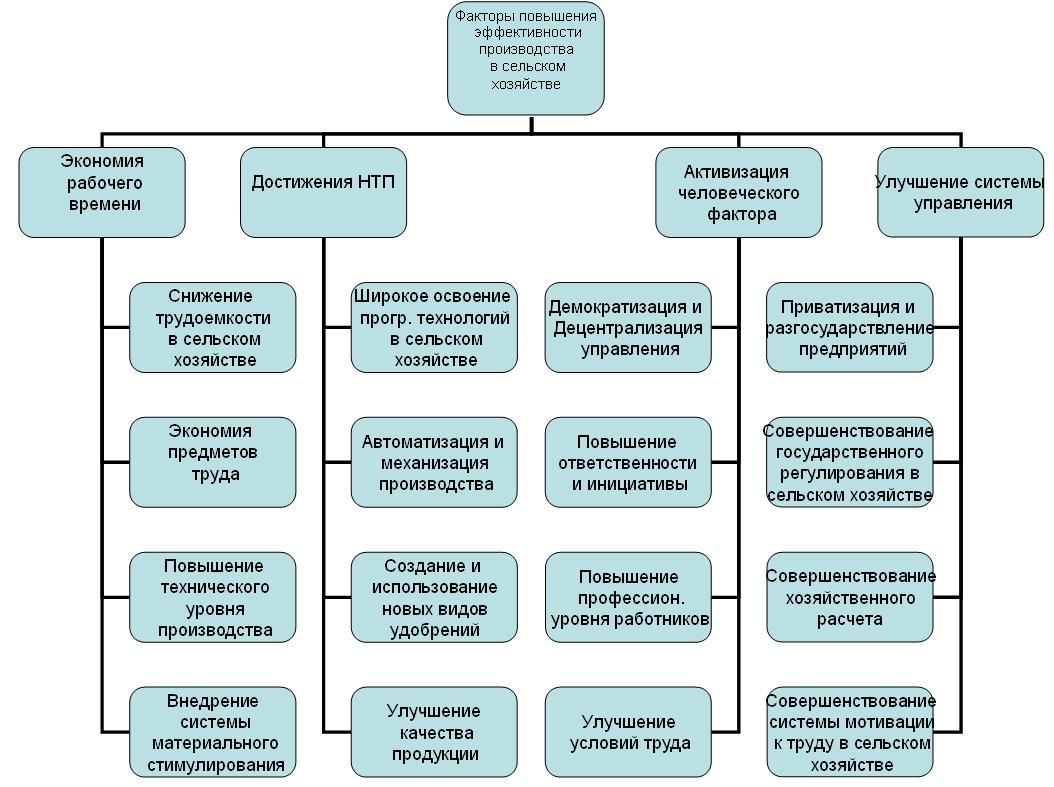 Факторы повышения
эффективности
производства
в сельском
хозяйстве
Экономия
рабочего
времени
Достижения НТП
Активизация
человеческого
фактора
Улучшение системы
управления
Снижение
трудоемкости
в сельском
хозяйстве
Широкое освоение
прогр. технологий
в сельском
хозяйстве
Демократизация и
Децентрализация
управления
Приватизация и
разгосударствление
предприятий
Экономия
предметов
труда
Автоматизация и
механизация
производства
Повышение
ответственности
и инициативы
Совершенствование
государственного
регулирования в
сельском хозяйстве
Повышение
технического
уровня
производства
Создание и
использование
новых видов
удобрений
Повышение
профессион.
уровня работников
Совершенствование
хозяйственного
расчета
Внедрение
системы
материального
стимулирования
Улучшение
качества
продукции
Улучшение
условий труда
Совершенствование
системы мотивации
к труду в сельском
хозяйстве